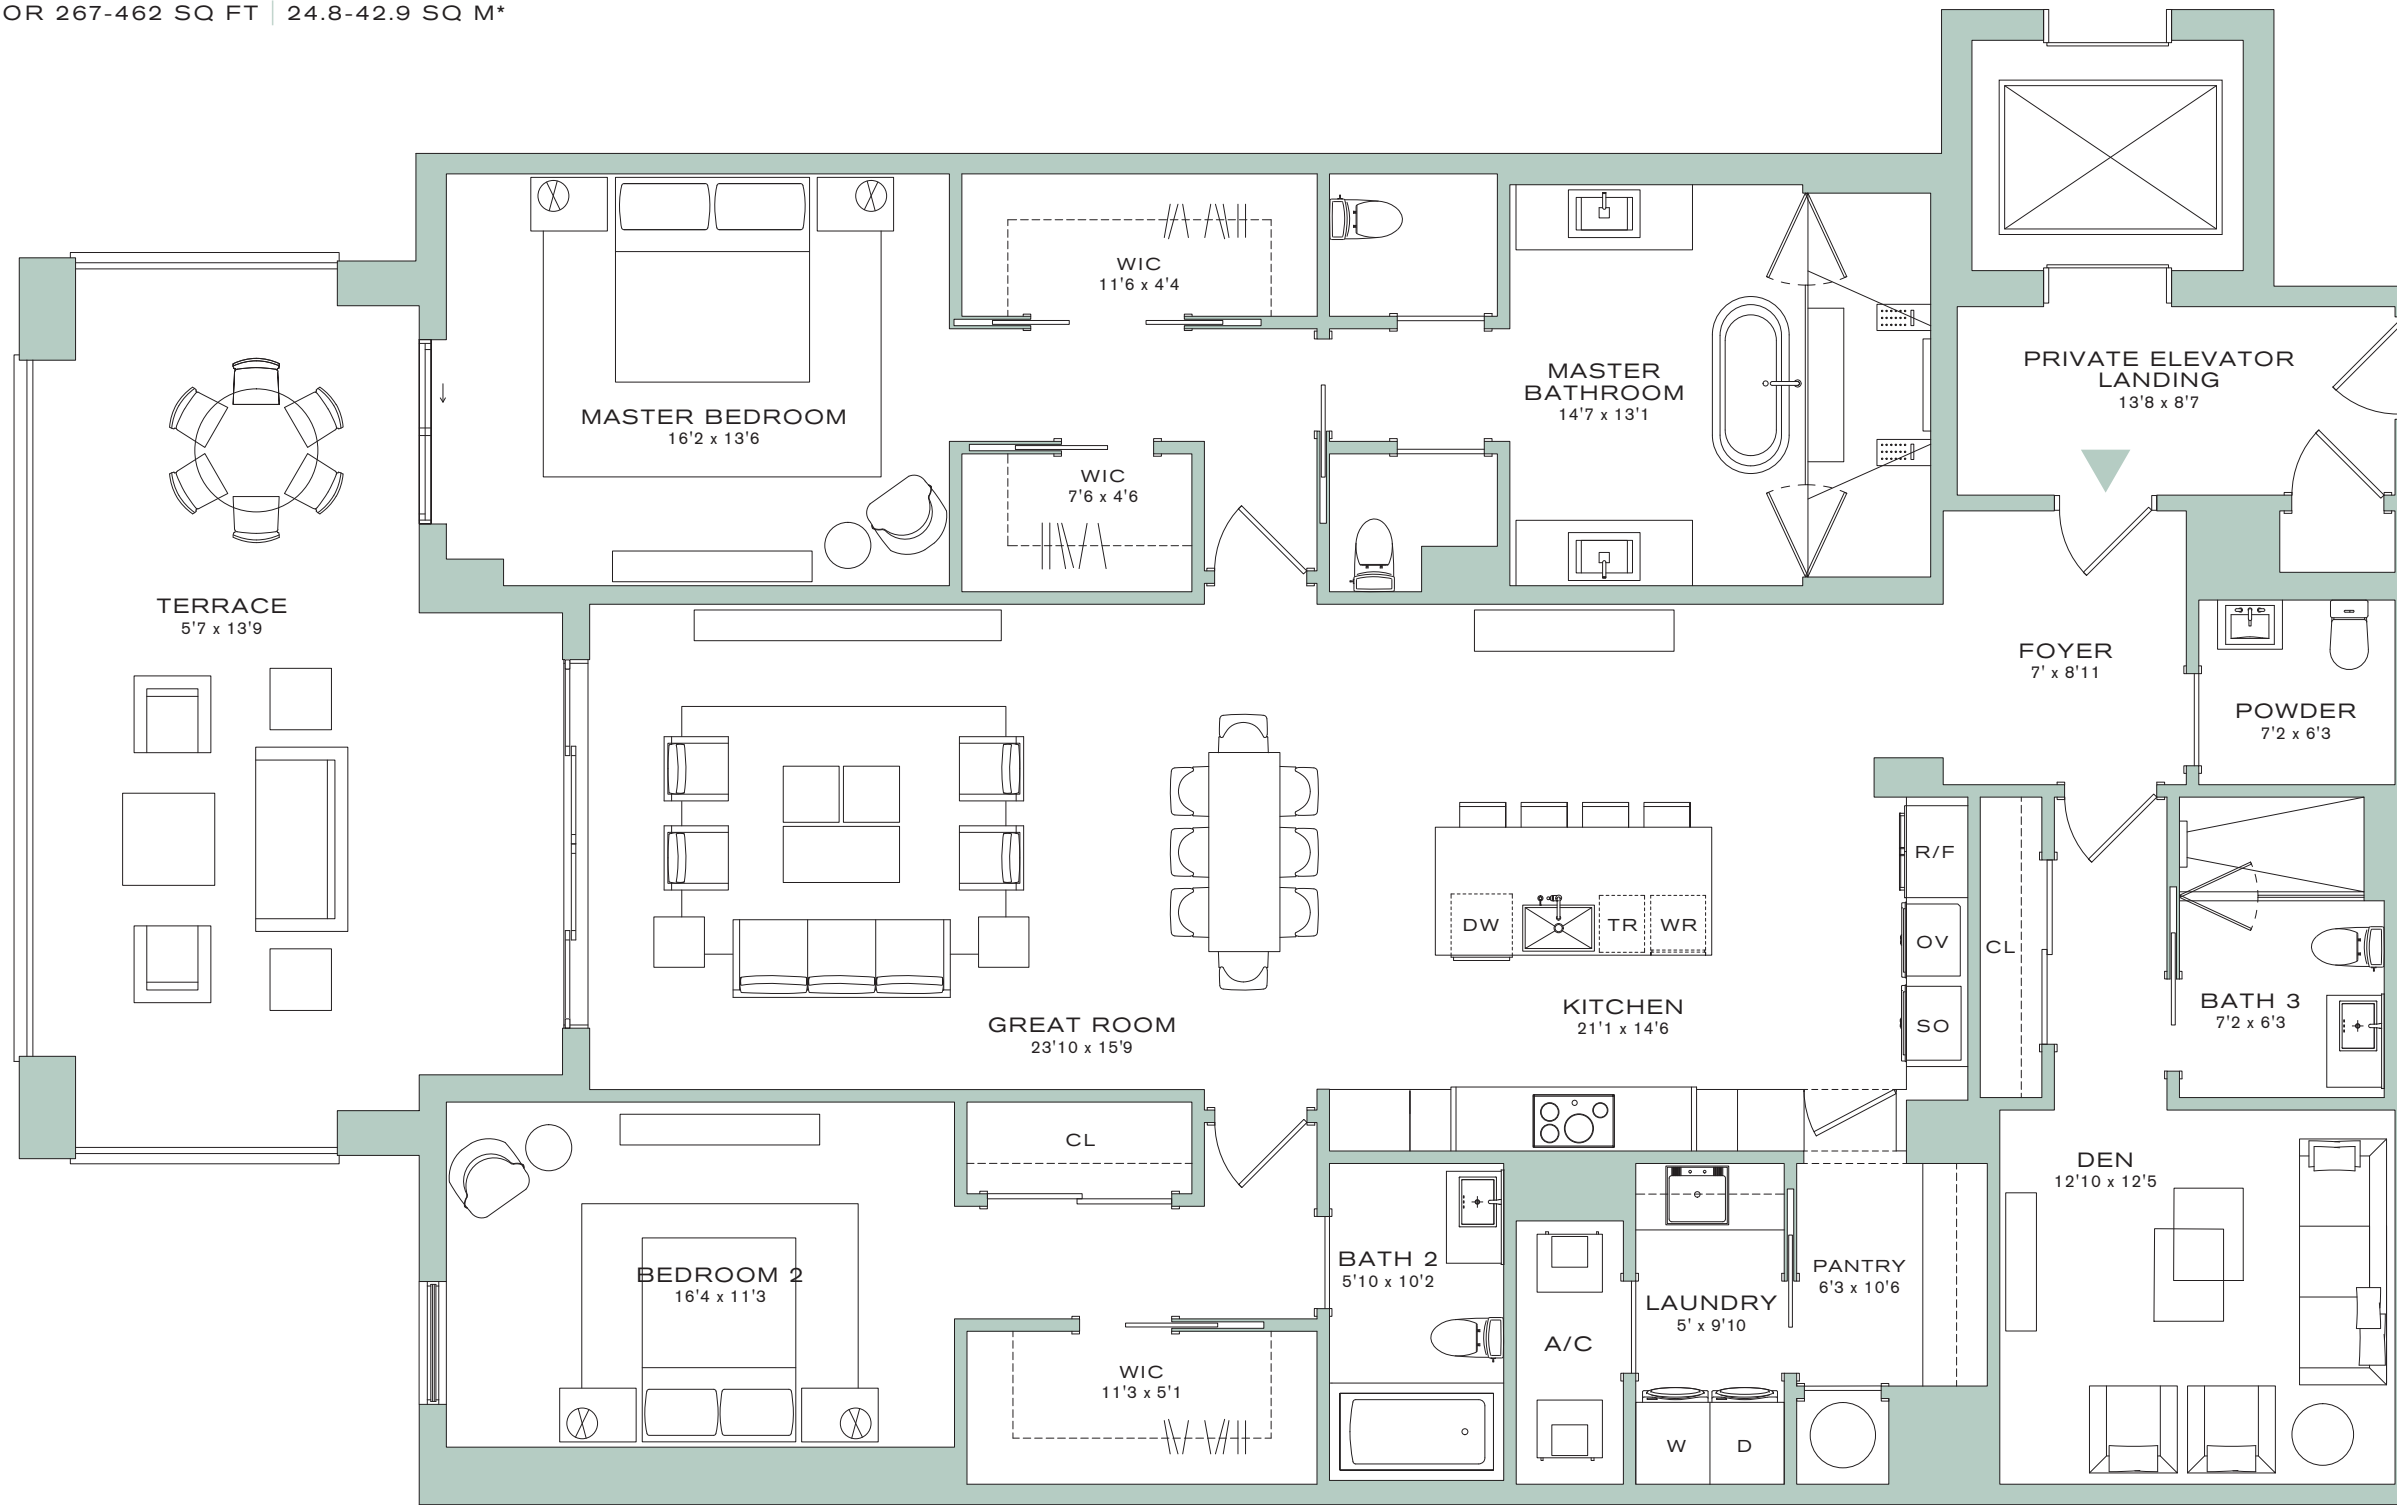 OR 267-462 SQ FT | 24.8-42.9 SQ M*
WIC
11'6 x 4'4
MASTER BEDROOM
16'2 x 13'6
WIC
7'6 x 4'6
MASTER
BATHROOM
14'7 x 13'1
PRIVATE ELEVATOR
LANDING
13'8 x 8'7
TERRACE
5'7 x 13'9
FOYER
7' x 8'11
POWDER
7'2 x 6'3
R/F
DW
TR
WR
OV
CL
SO
BATH 3
7'2 x 6'3
GREAT ROOM
23'10 x 15'9
KITCHEN
21'1 x 14'6
CL
DEN
12'10 x 12'5
BEDROOM 2
16'4 x 11'3
BATH 2
5'10 x 10'2
PANTRY
6'3 x 10'6
LAUNDRY
5' x 9'10
A/C
WIC
11'3 x 5'1
W
D